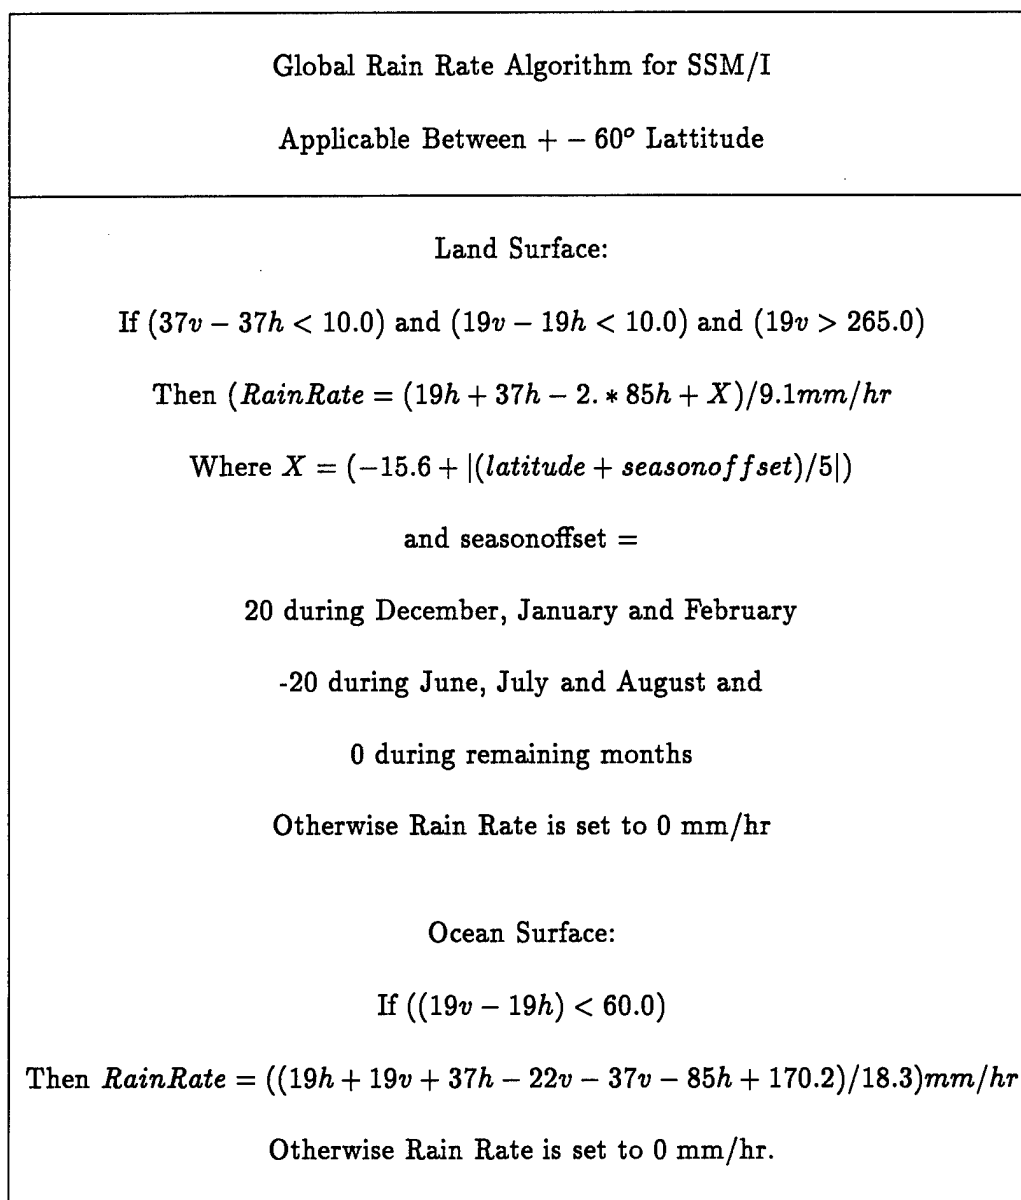 Global Rain Rate Algorithm for SSM/I
Applicable Between + − 60° Lattitude
Land Surface:
If (37v − 37h < 10.0) and (19v − 19h < 10.0) and (19v > 265.0)
Then (RainRate = (19h + 37h − 2. * 85h + X)/9.1mm/hr
Where X = (−15.6 + |(latitude + seasonoffset)/5|)
and seasonoffset =
20 during December, January and February
-20 during June, July and August and
0 during remaining months
Otherwise Rain Rate is set to 0 mm/hr
Ocean Surface:
If ((19v − 19h) < 60.0)
Then RainRate = ((19h + 19v + 37h − 22v − 37v − 85h + 170.2)/18.3)mm/hr
Otherwise Rain Rate is set to 0 mm/hr.